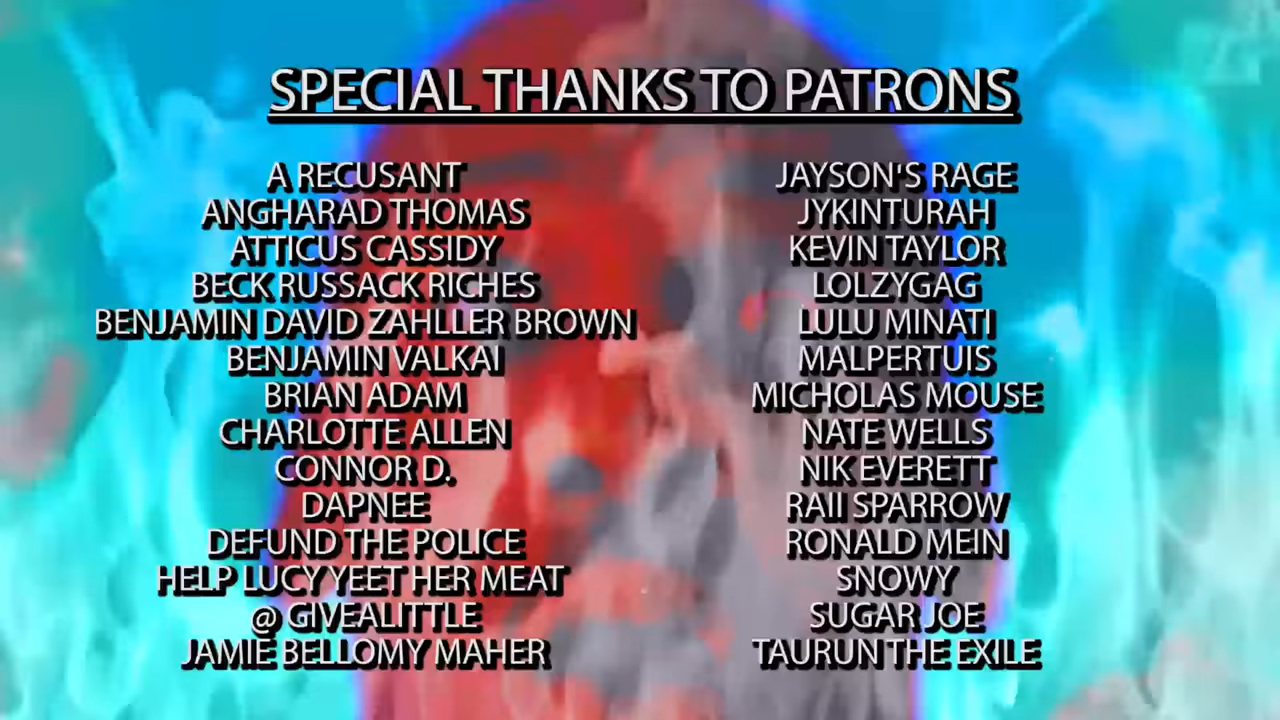 SPECIAL THANKS TO PATRONS
A RECUSANT
ANGHARAD THOMAS
ATTICUS CASSIDY
BECK RUSSACK RICHES
BENJAMIN DAVID ZAHLLER BROWN
BENJAMIN VALKAI
BRIAN ADAM
CHARLOTTE ALLEN
CONNOR D.
DAPNEE
DEFUND THE POLICE
HELP LUCY YEET HER MEAT
@ GIVEALITTLE
JAMIE BELLOMY MAHER
JAYSON'S RAGE
JYKINTURAH
KEVIN TAYLOR
LOLZYGAG
LULU MINATI
MALPERTUIS
MICHOLAS MOUSE
NATE WELLS
NIK EVERETT
RAII SPARROW
RONALD MEIN
SNOWY
SUGAR JOE
TAURUN THE EXILE